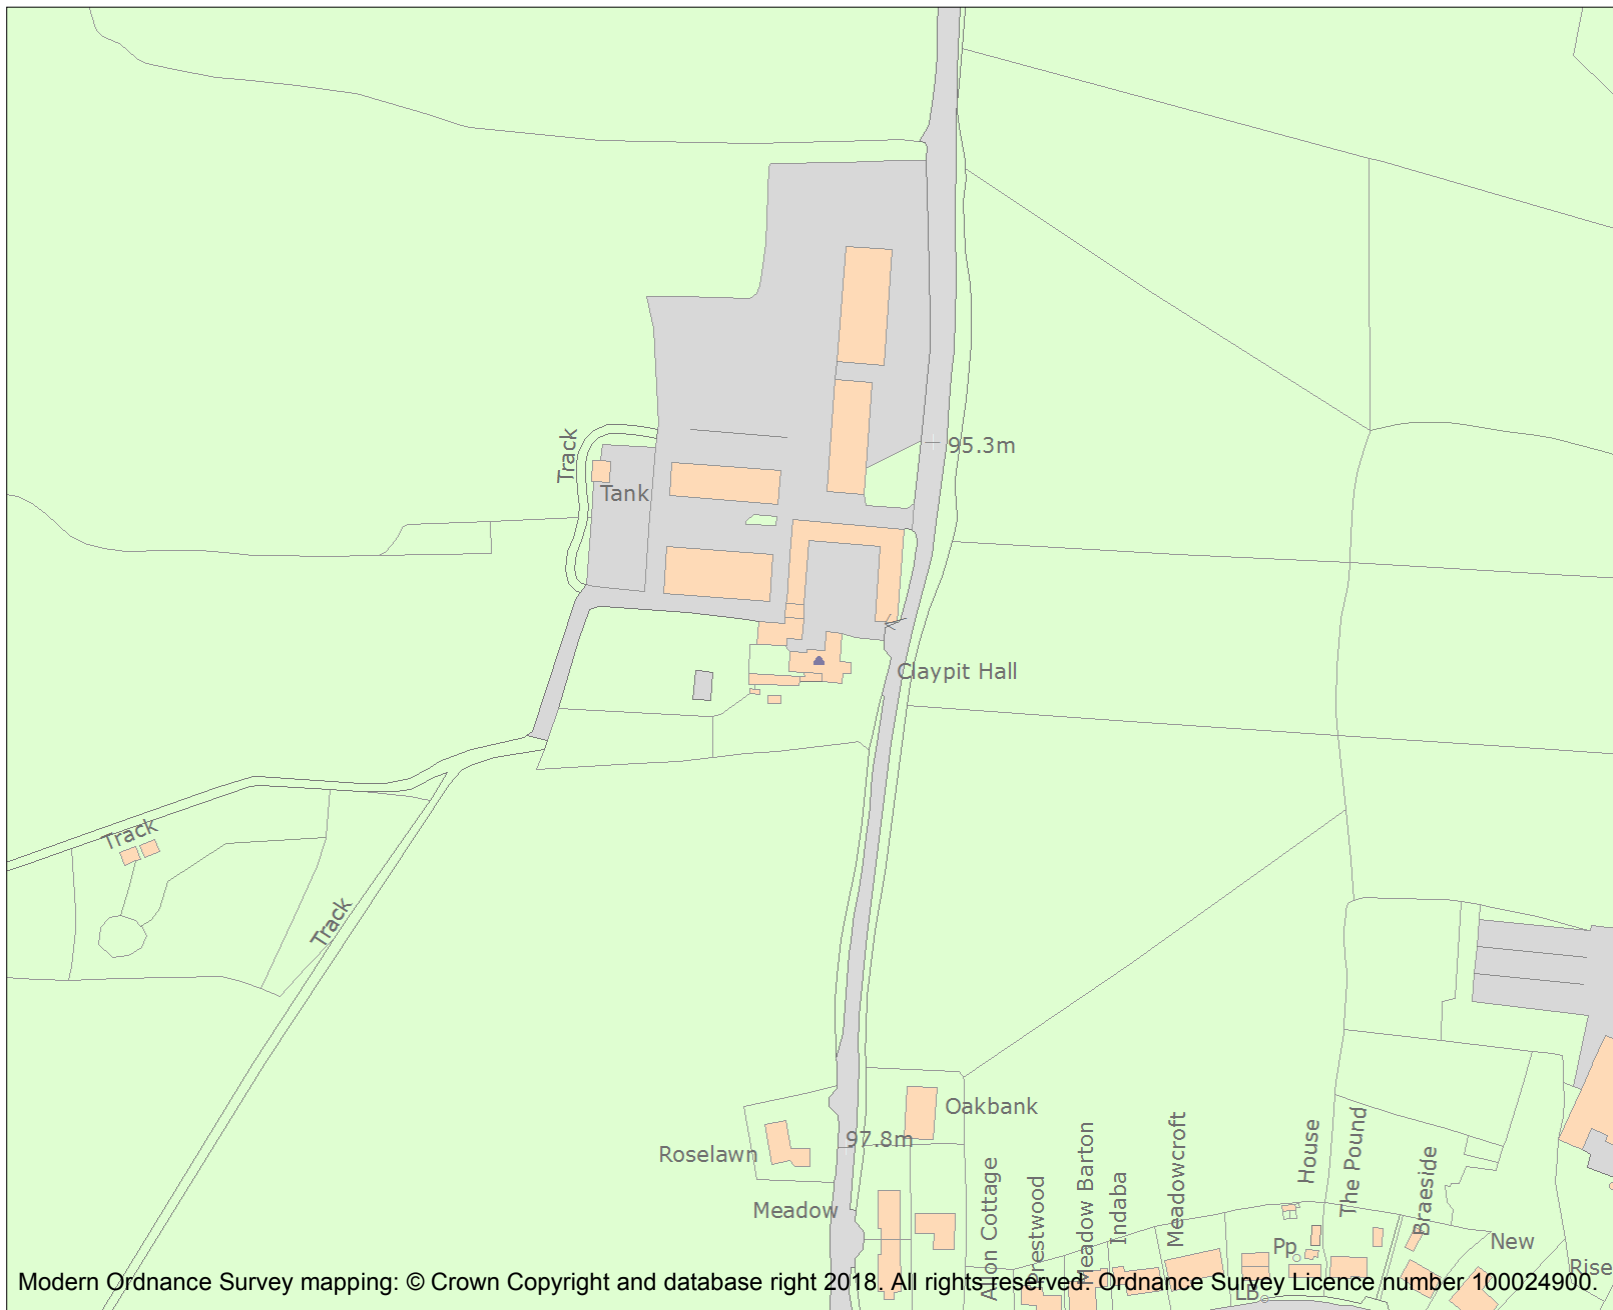 95.3m
Track
Tank
Claypit Hall
Track
Track
Oakbank
97.8m
Roselawn
Meadow
Prestwood
Meadow Barton
Indaba
Meadowcroft
House
The Pound
Braeside
Pp
New
Rise
LB
Cottage
Modern Ordnance Survey mapping: © Crown Copyright and database right 2018. All rights reserved. Ordnance Survey Licence number 100024900.